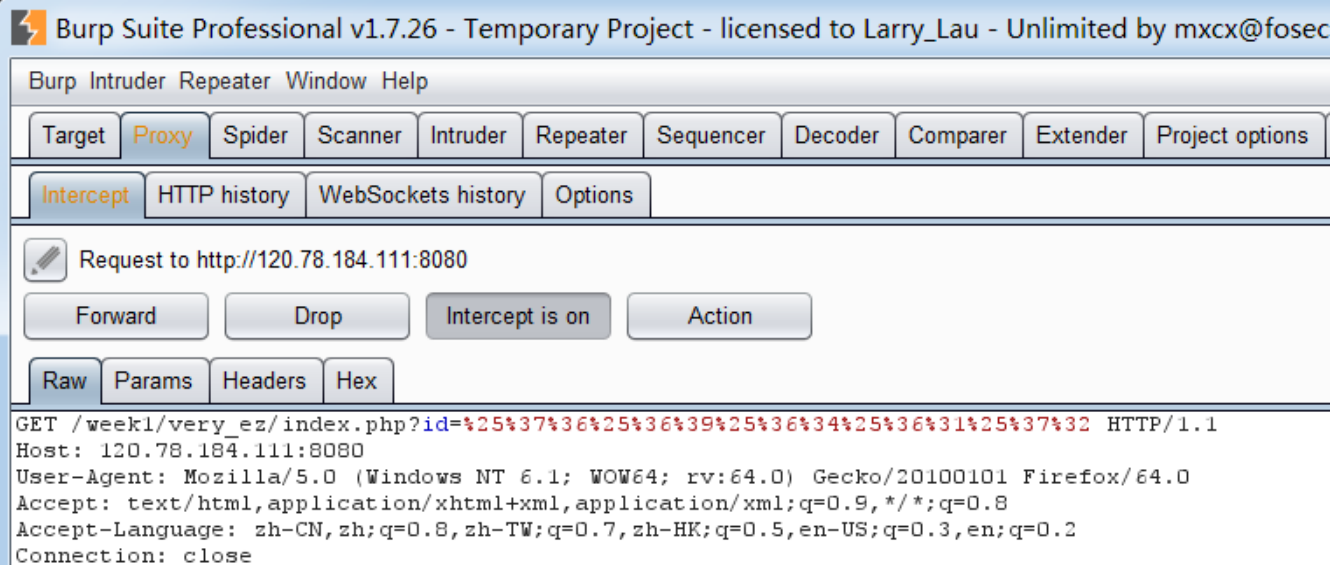 Burp Suite Professional v1.7.26 - Temporary Project - licensed to Larry_Lau - Unlimited by mxcx@fosec
Burp Intruder Repeater Window Help
Target Proxy Spider Scanner Intruder Repeater Sequencer Decoder Comparer Extender Project options
Intercept HTTP history WebSockets history Options
Request to http://120.78.184.111:8080
Forward Drop Intercept is on Action
Raw Params Headers Hex
GET /week1/very_ez/index.php?id=%25%37%36%25%36%39%25%36%34%25%36%31%25%37%32 HTTP/1.1
Host: 120.78.184.111:8080
User-Agent: Mozilla/5.0 (Windows NT 6.1; WOW64; rv:64.0) Gecko/20100101 Firefox/64.0
Accept: text/html,application/xhtml+xml,application/xml;q=0.9,*/*;q=0.8
Accept-Language: zh-CN,zh;q=0.8,zh-TW;q=0.7,zh-HK;q=0.5,en-US;q=0.3,en;q=0.2
Connection: close